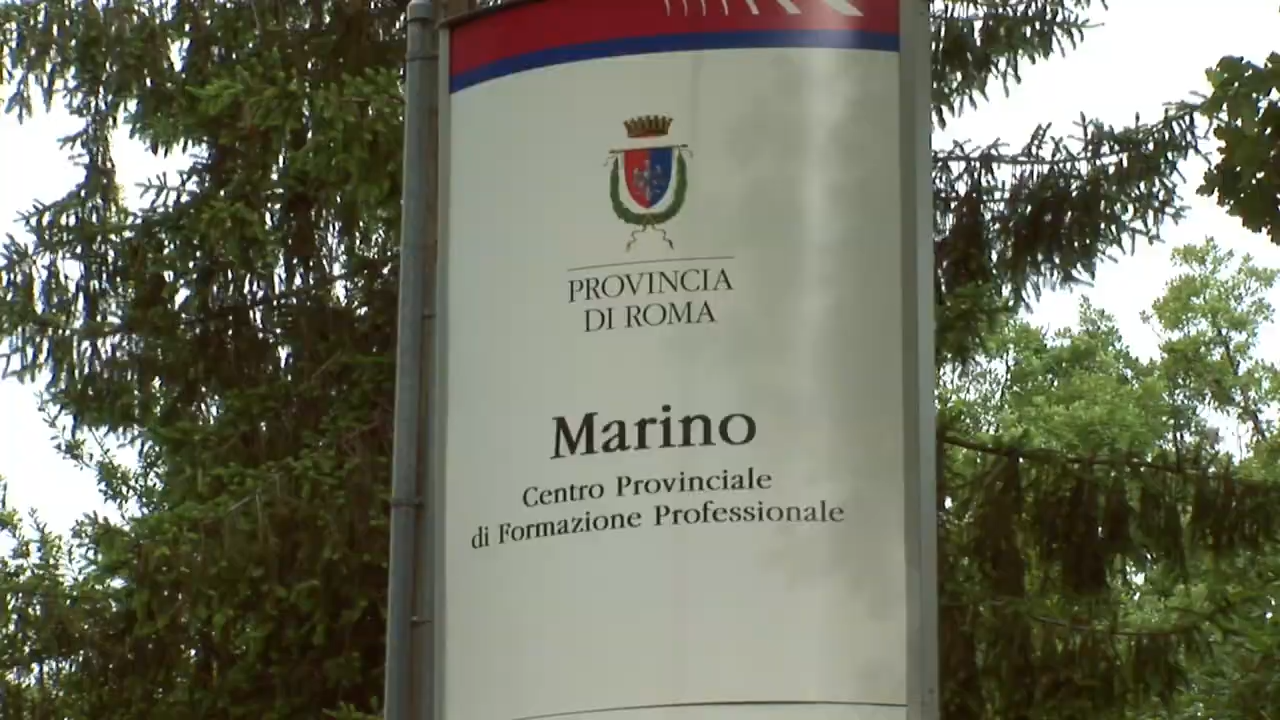 PROVINCIA
DI ROMA
Marino
Centro Provinciale
di Formazione Professionale